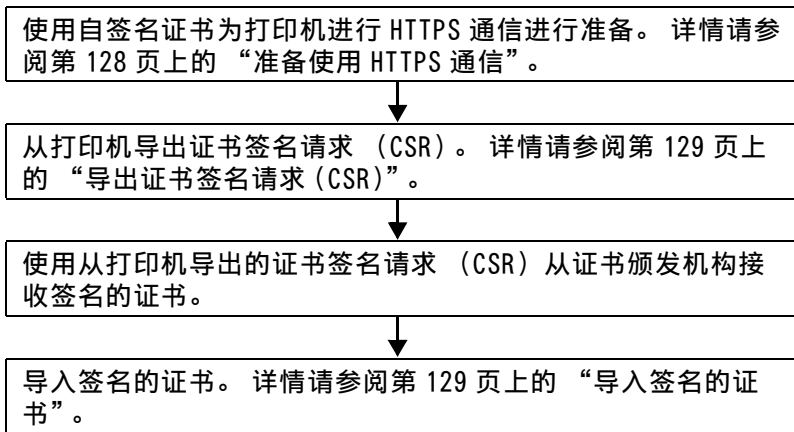 使用自签名证书为打印机进行 HTTPS 通信进行准备。 详情请参
阅第 128 页上的 “准备使用 HTTPS 通信”。
从打印机导出证书签名请求 （CSR）。 详情请参阅第 129 页上
的 “导出证书签名请求（CSR）”。
使用从打印机导出的证书签名请求 （CSR）从证书颁发机构接
收签名的证书。
导入签名的证书。 详情请参阅第 129 页上的 “导入签名的证
书”。